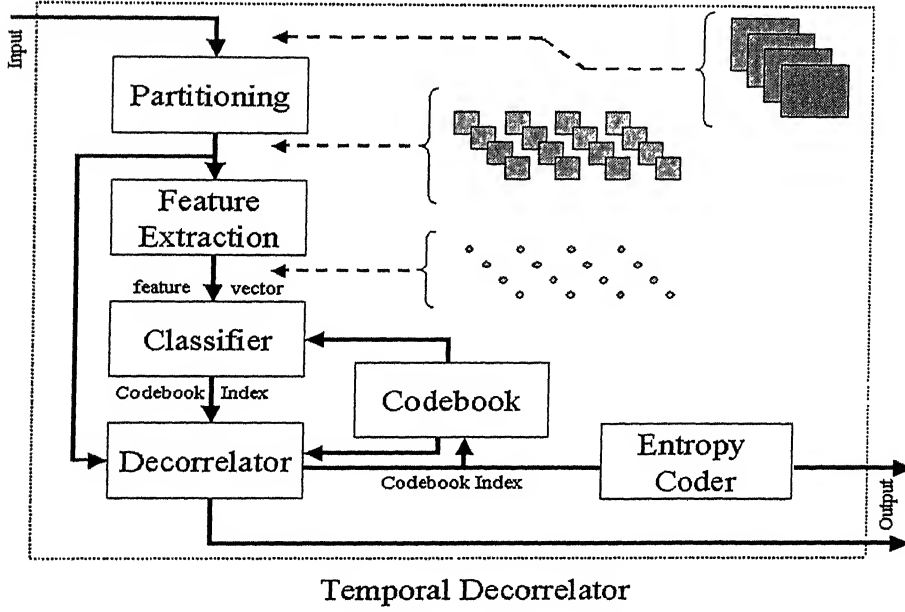 Input
Partitioning
Feature
Extraction
feature vector
Classifier
Codebook Index
Codebook
Decorrelator
Codebook Index
Entropy
Coder
Output
Temporal Decorrelator